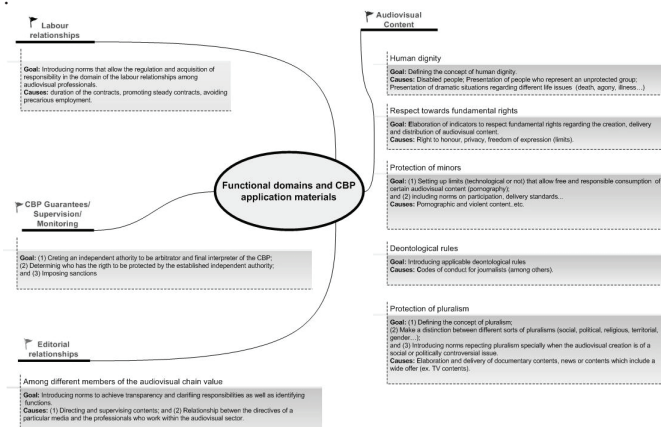 Labour
relationships
Goal: Introducing norms that allow the regulation and acquisition of
responsibility in the domain of the labour relationships among
audiovisual professionals.
Causes: duration of the contracts, promoting steady contracts, avoiding
precarious employment.
CBP Guarantees/
Supervision/
Monitoring
Goal: (1) Creting an independent athority to be arbitrator and final interpreter of the CBP;
(2) Determining who has the rigth to be protected by the established independent authority;
and (3) Imposing sanctions
Editorial
relationships
Among different members of the audiovisual chain value
Goal: Introducing norms to achieve transparency and clarifiing responsibilities as well as identifying
functions.
Causes: (1) Directing and supervising contents; and (2) Relationship betwen the directives of a
particular media and the professionals who work within the audiovisual sector.
Functional domains and CBP
application materials
Audiovisual
Content
Human dignity
Goal: Defining the concept of human dignity.
Causes: Disabled people; Presentation of people who represent an unprotected group;
Presentation of dramatic situations regarding different life issues (death, agony, illness…)
Respect towards fundamental rights
Goal: Elaboration of indicators to respect fundamental rights regarding the creation, delivery
and distribution of audiovisual content.
Causes: Right to honour, privacy, freedom of expression (limits).
Protection of minors
Goal: (1) Setting up limits (technological or not) that allow free and responsible consumption of
certain audiovisual content (pornography);
and (2) including norms on participation, delivery standards...
Causes: Pornographic and violent content, etc.
Deontological rules
Goal: Introducing applicable deontological rules
Causes: Codes of conduct for journalists (among others).
Protection of pluralism
Goal: (1) Defining the concept of pluralism;
(2) Make a distinction between different sorts of pluralisms (social, political, religious, territorial,
gender…);
and (3) Introducing norms repecting pluralism specially when the audiovisual creation is of a
social or politically controversial issue.
Causes: Elaboration and delivery of documentary contents, news or contents which include a
wide offer (ex. TV contents).